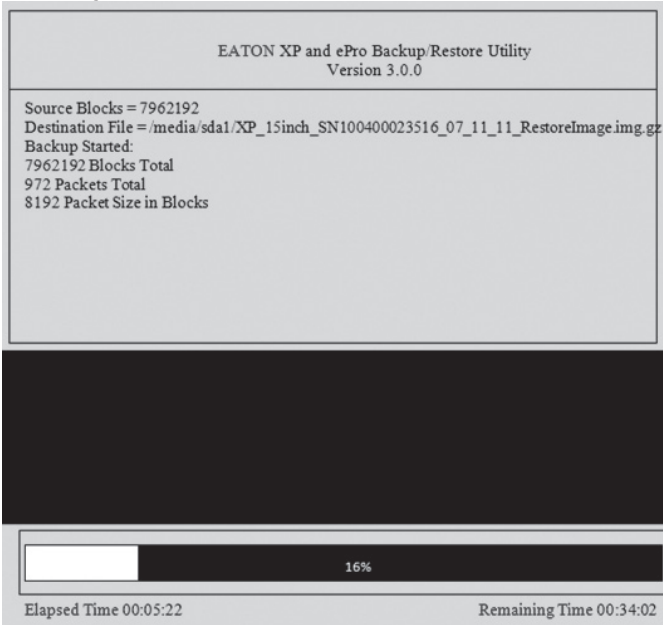 EATON XP and ePro Backup/Restore Utility
Version 3.0.0
Source Blocks = 7962192
Destination File = /media/sda1/XP_15inch_SN100400023516_07_11_11_RestoreImage.img.gz
Backup Started:
7962192 Blocks Total
972 Packets Total
8192 Packet Size in Blocks
16%
Elapsed Time 00:05:22
Remaining Time 00:34:02